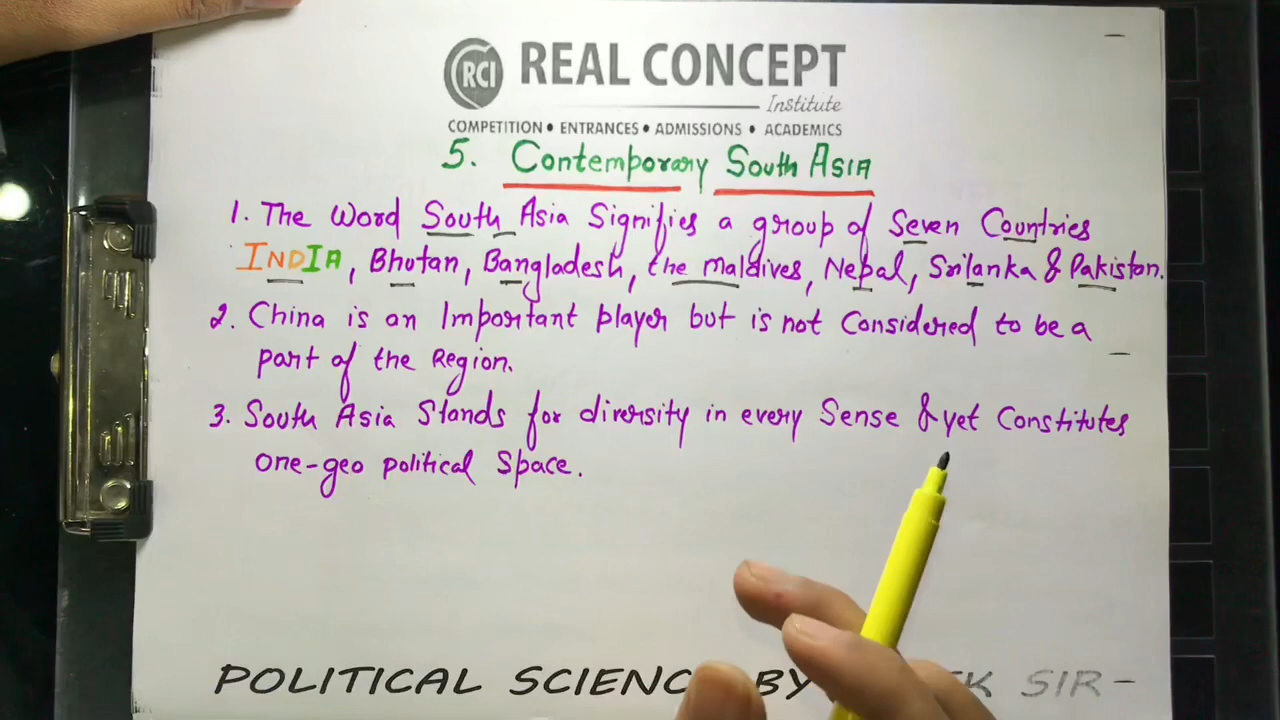 RCI REAL CONCEPT
Institute
COMPETITION • ENTRANCES • ADMISSIONS • ACADEMICS
5. Contemporary South ASIA
1. The Word South Asia Signifies a group of Seven Countries
INDIA, Bhutan, Bangladesh, the Maldives, Nepal, Srilanka & Pakistan.
2. China is an Important player but is not Considered to be a
part of the Region.
3. South Asia Stands for diversity in every Sense & yet Constitutes
one-geo political Space.
POLITICAL SCIENC BY SIR